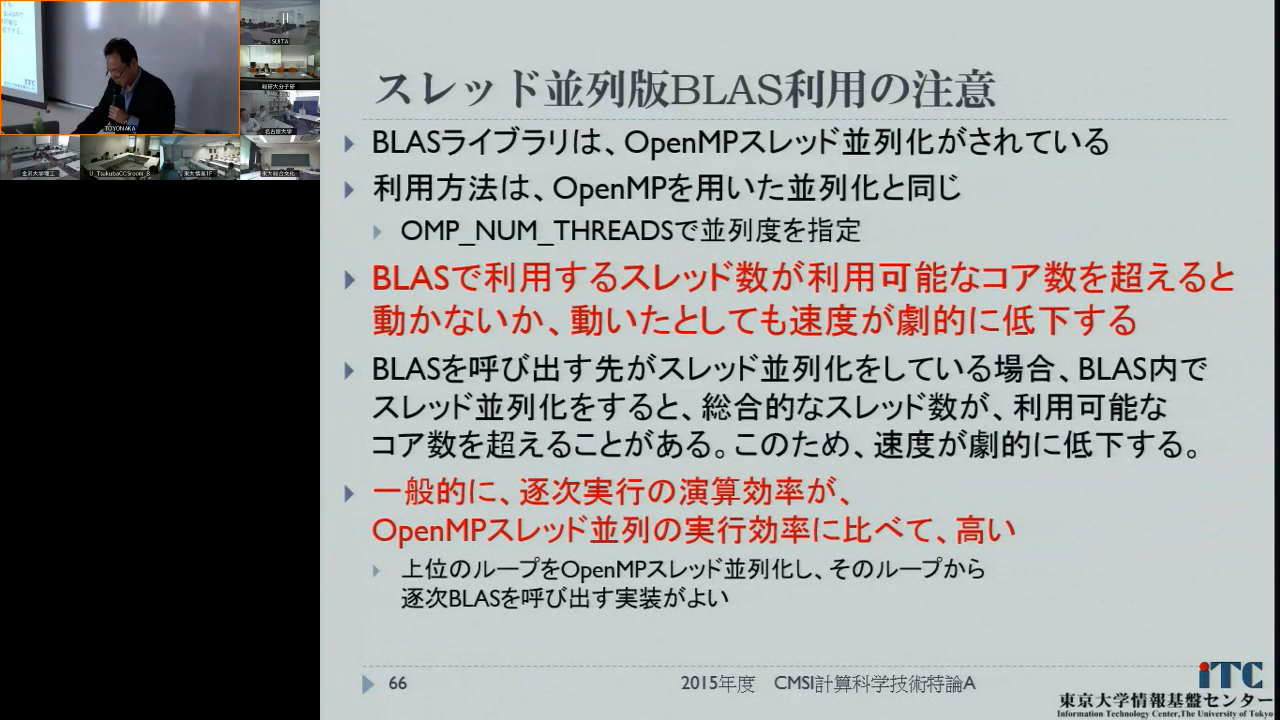 スレッド並列版BLAS利用の注意
BLASライブラリは、OpenMPスレッド並列化がされている
利用方法は、OpenMPを用いた並列化と同じ
OMP_NUM_THREADSで並列度を指定
BLASで利用するスレッド数が利用可能なコア数を超えると
動かないか、動いたとしても速度が劇的に低下する
BLASを呼び出す先がスレッド並列化をしている場合、BLAS内で
スレッド並列化をすると、総合的なスレッド数が、利用可能な
コア数を超えることがある。このため、速度が劇的に低下する。
一般的に、逐次実行の演算効率が、
OpenMPスレッド並列の実行効率に比べて、高い
上位のループをOpenMPスレッド並列化し、そのループから
逐次BLASを呼び出す実装がよい
66
2015年度 CMSI計算科学技術特論A
iTC
東京大学情報基盤センター
Information Technology Center,The University of Tokyo
SUITA
名古屋大学
TOYONAKA
金沢大学理工
U_TsukubaCCSroom_B